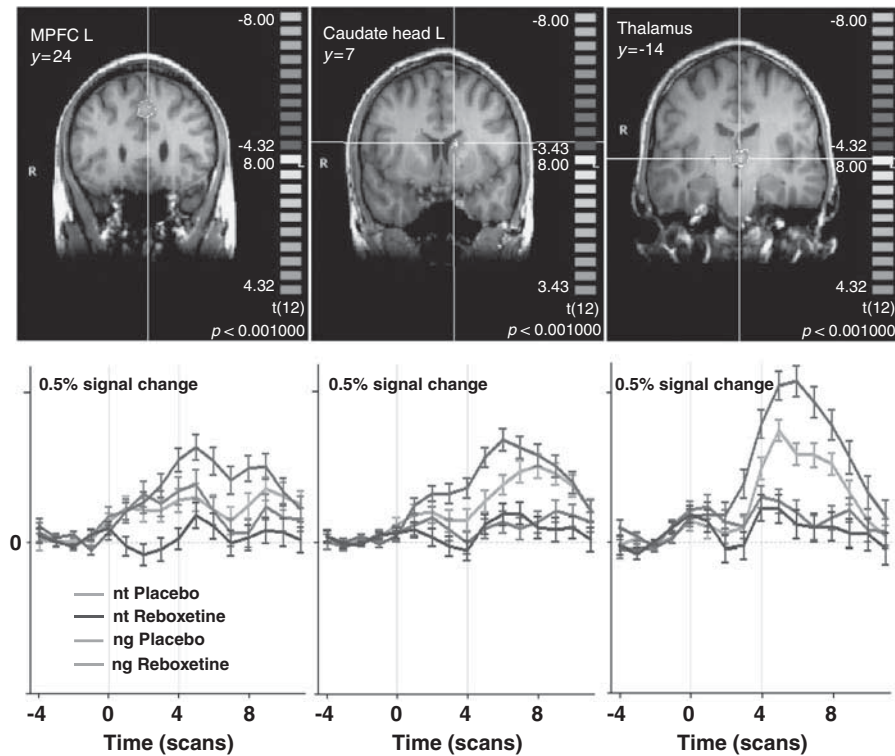 MPFC L
y=24
-8.00
-4.32
8.00
R
4.32
t(12)
p < 0.001000
Caudate head L
y=7
-8.00
-3.43
8.00
R
L
3.43
t(12)
p < 0.001000
Thalamus
y=-14
-8.00
-4.32
8.00
R
L
4.32
t(12)
p < 0.001000
0.5% signal change
0.5% signal change
0.5% signal change
0
nt Placebo
nt Reboxetine
ng Placebo
ng Reboxetine
-4 0 4 8
Time (scans)
-4 0 4 8
Time (scans)
-4 0 4 8
Time (scans)